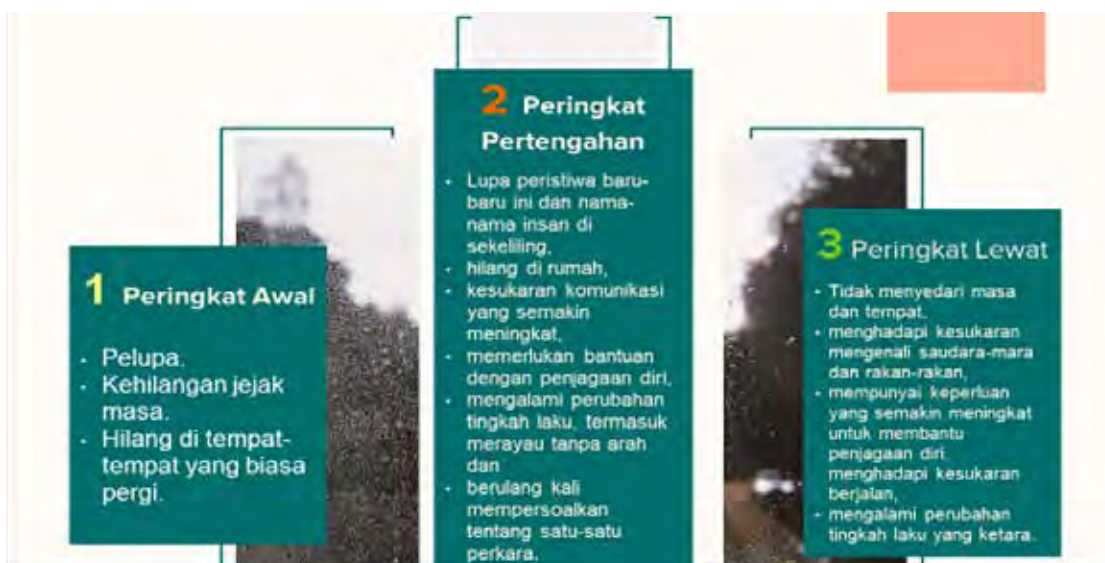 1 Peringkat Awal
• Pelupa.
• Kehilangan jejak
masa.
• Hilang di tempat-
tempat yang biasa
pergi.
2 Peringkat
Pertengahan
• Lupa peristiwa baru-
baru ini dan nama-
nama insan di
sekeliling,
• hilang di rumah,
• kesukaran komunikasi
yang semakin
meningkat,
• memerlukan bantuan
dengan penjagaan diri,
• mengalami perubahan
tingkah laku, termasuk
merayau tanpa arah
dan
• berulang kali
mempersoalkan
tentang satu-satu
perkara.
3 Peringkat Lewat
• Tidak menyedari masa
dan tempat,
• menghadapi kesukaran
mengenali saudara-mara
dan rakan-rakan,
• mempunyai keperluan
yang semakin meningkat
untuk membantu
penjagaan diri.
menghadapi kesukaran
berjalan,
• mengalami perubahan
tingkah laku yang ketara.